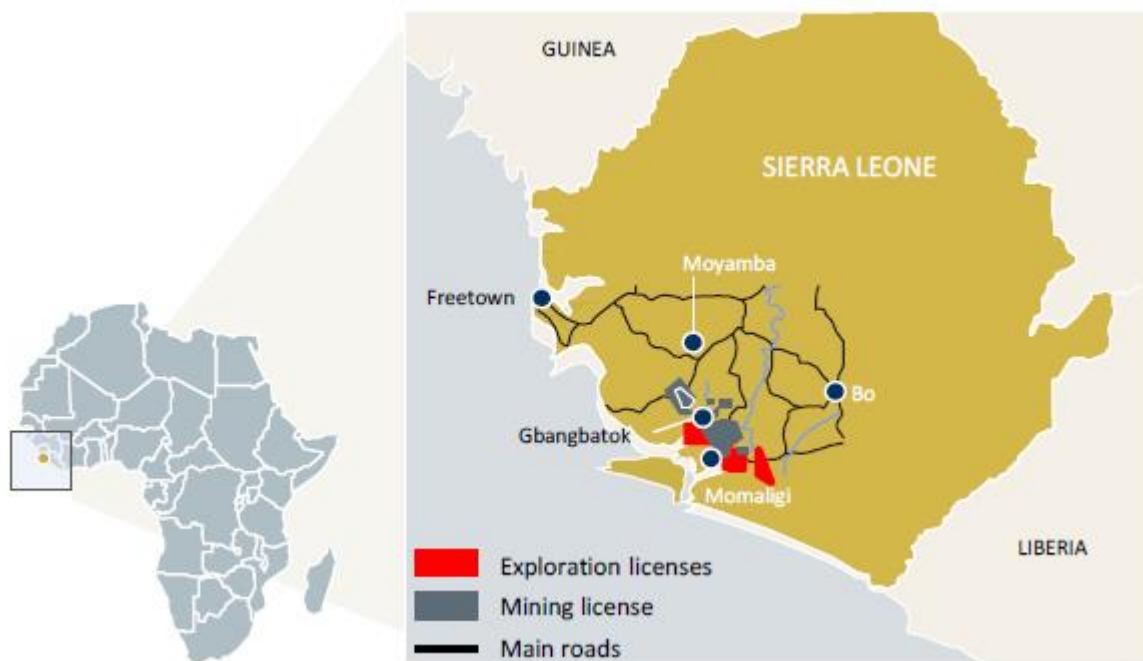 GUINEA
SIERRA LEONE
Moyamba
Freetown
Bo
Gbangbatok
Momaligi
LIBERIA
Exploration licenses
Mining license
Main roads